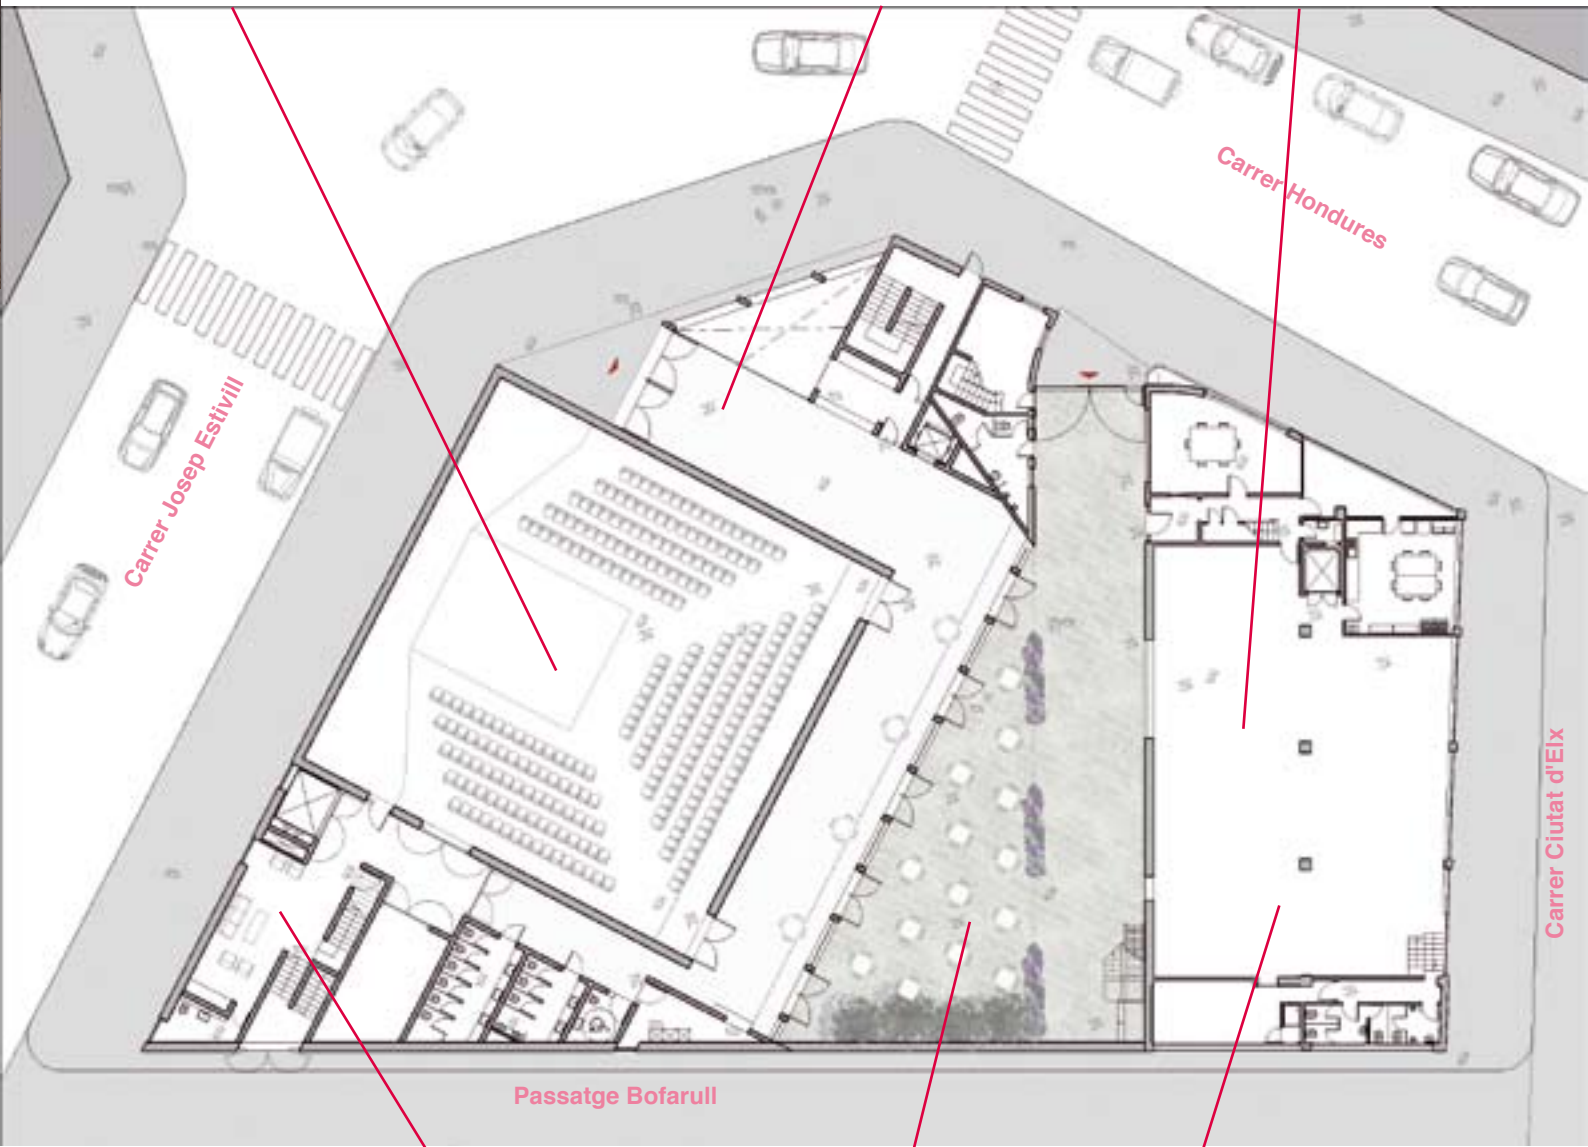 Carrer Hondures
Carrer Josep Estivill
Carrer Ciutat d'Elx
Passatge Bofarull